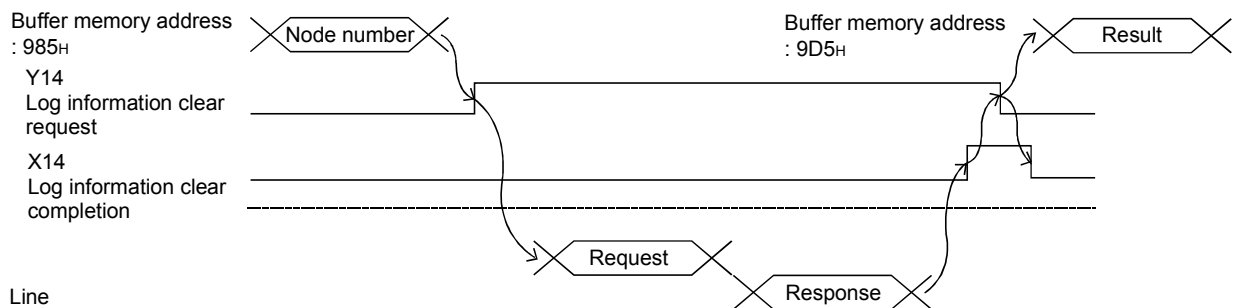 Buffer memory address
: 985H
Node number
Buffer memory address
: 9D5H
Result
Y14
Log information clear
request
X14
Log information clear
completion
Request
Response
Line